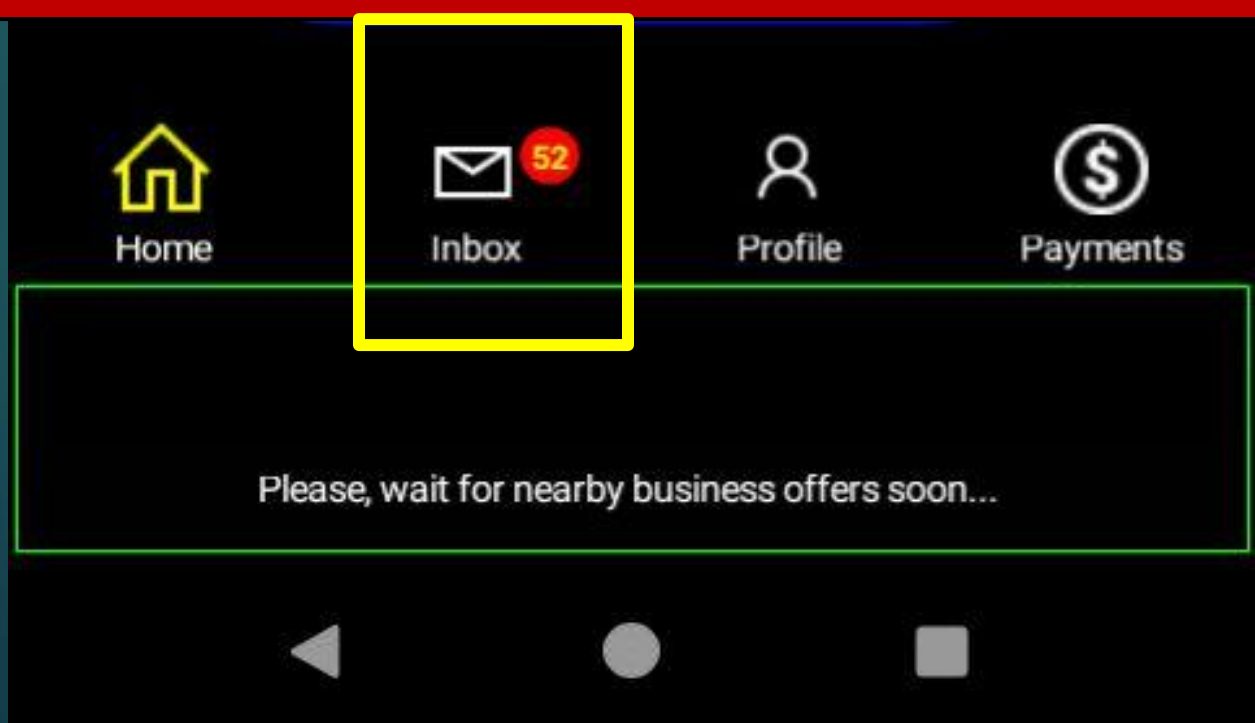 52
Home Inbox Profile Payments
Please, wait for nearby business offers soon...